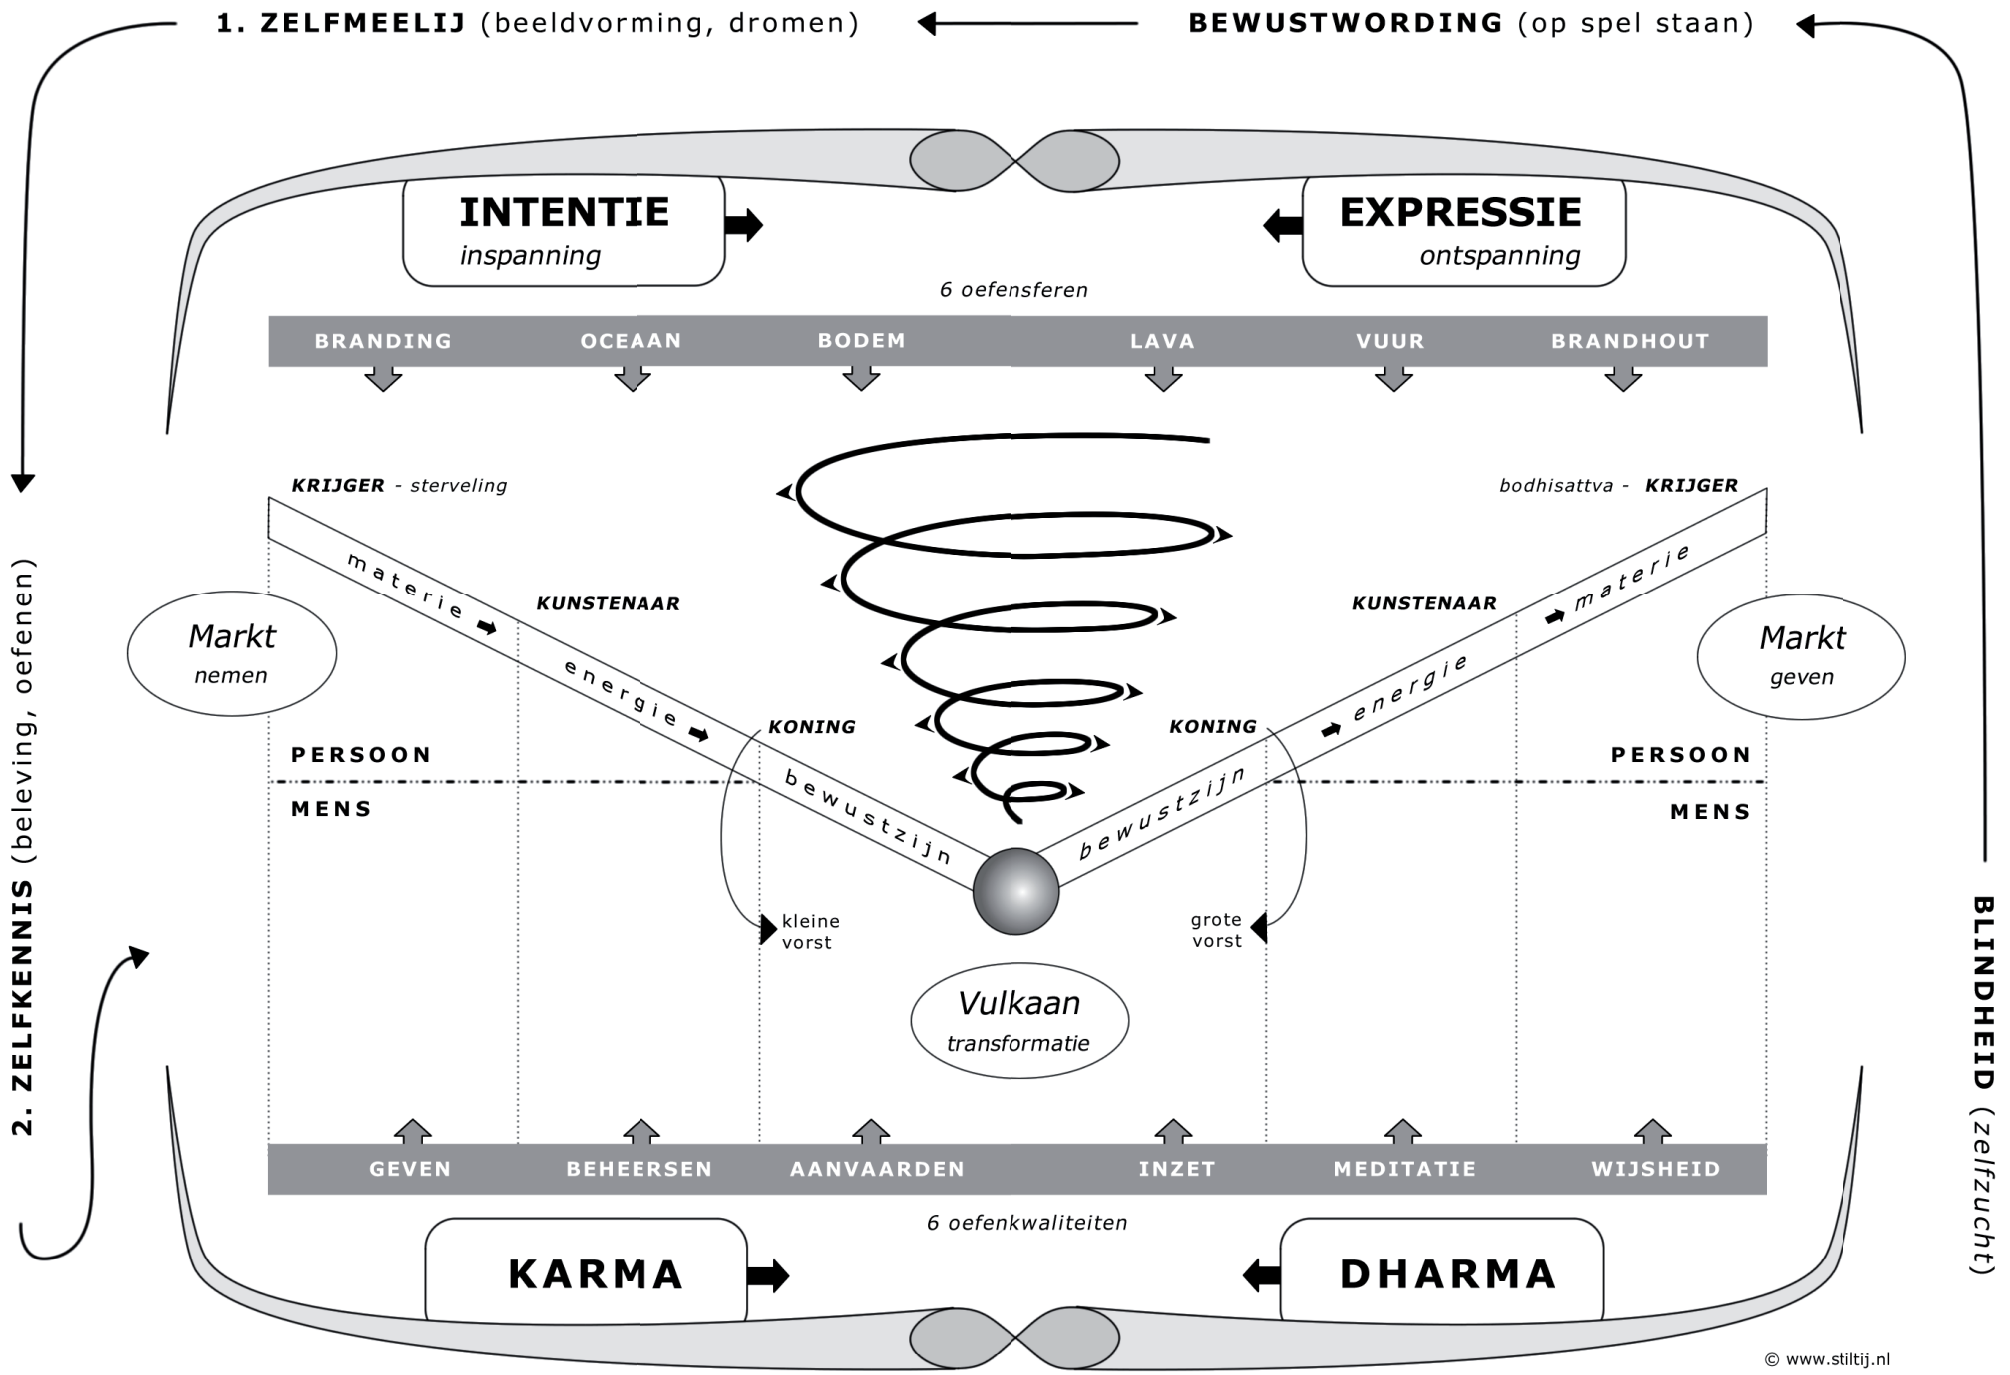 1. ZELFMEELIJ (beeldvorming, dromen)
BEWUSTWORDING (op spel staan)
INTENTIE
inspanning
EXPRESSIE
ontspanning
6 oefensferen
BRANDING OCEAAN BODEM LAVA VUUR BRANDHOUT
KRIJGER - sterveling
bodhisattva - KRIJGER
materie
materie
KUNSTENAAR
KUNSTENAAR
Markt
nemen
Markt
geven
energie
energie
KONING
KONING
PERSOON
PERSOON
MENS
MENS
bewustzijn
bewustzijn
kleine
vorst
grote
vorst
Vulkaan
transformatie
2. ZELFKENNIS (beleving, oefenen)
BLINDHEID (zelfzucht)
GEVEN BEHEERSEN AANVAARDEN INZET MEDITATIE WIJSHEID
6 oefenkwaliteiten
KARMA
DHARMA
© www.stiltij.nl